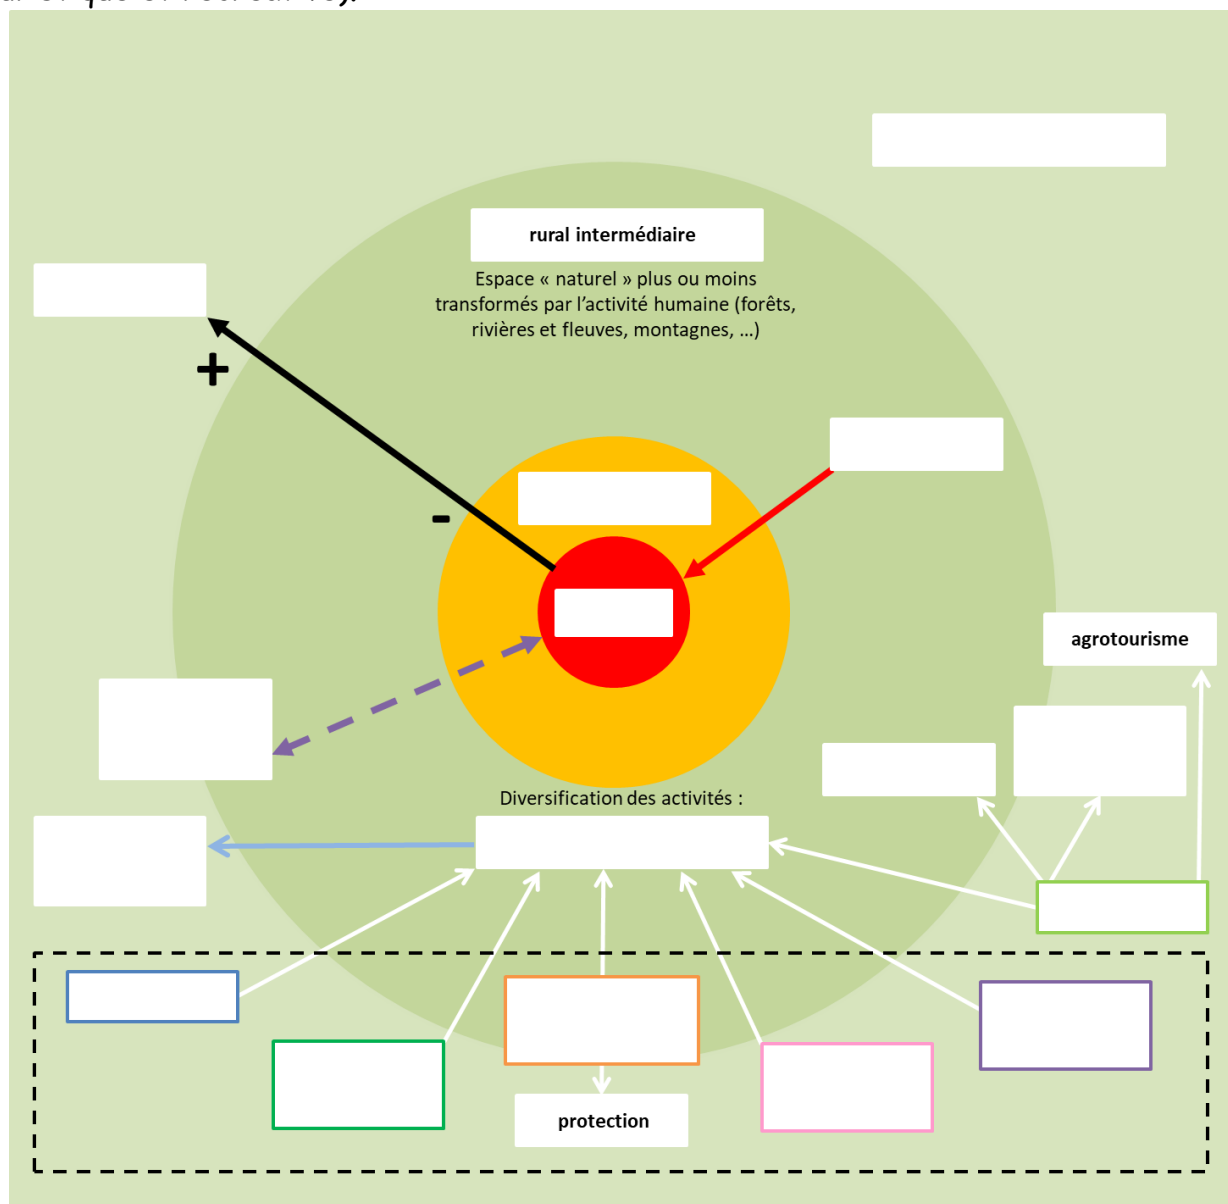 rural intermédiaire
Espace « naturel » plus ou moins
transformés par l'activité humaine (forêts,
rivières et fleuves, montagnes, …)
+
-
agrotourisme
Diversification des activités :
protection